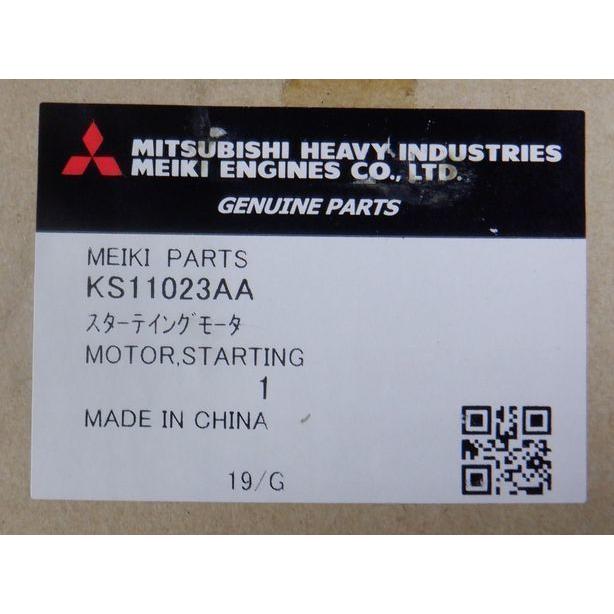 MITSUBISHI HEAVY INDUSTRIES
MEIKI ENGINES CO., LTD.
GENUINE PARTS
MEIKI PARTS
KS11023AA
ｽﾀｰﾃｲﾝｸﾞﾓｰﾀ
MOTOR,STARTING
1
MADE IN CHINA
19/G